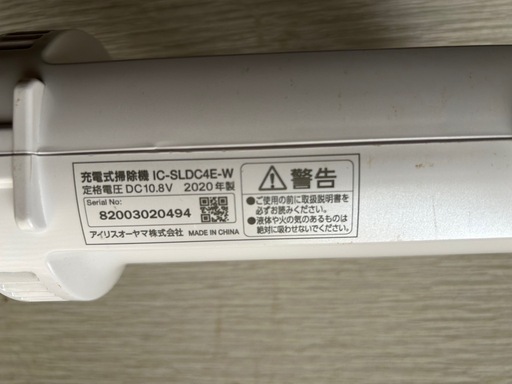 充電式掃除機 IC-SLDC4E-W
定格電圧 DC10.8V 2020年製
Serial No:
82003020494
アイリスオーヤマ株式会社 MADE IN CHINA
警告
●ご使用の前に取扱説明書を
必ずお読みください。
●液体や火の気のあるものは
絶対に吸わせないでください。